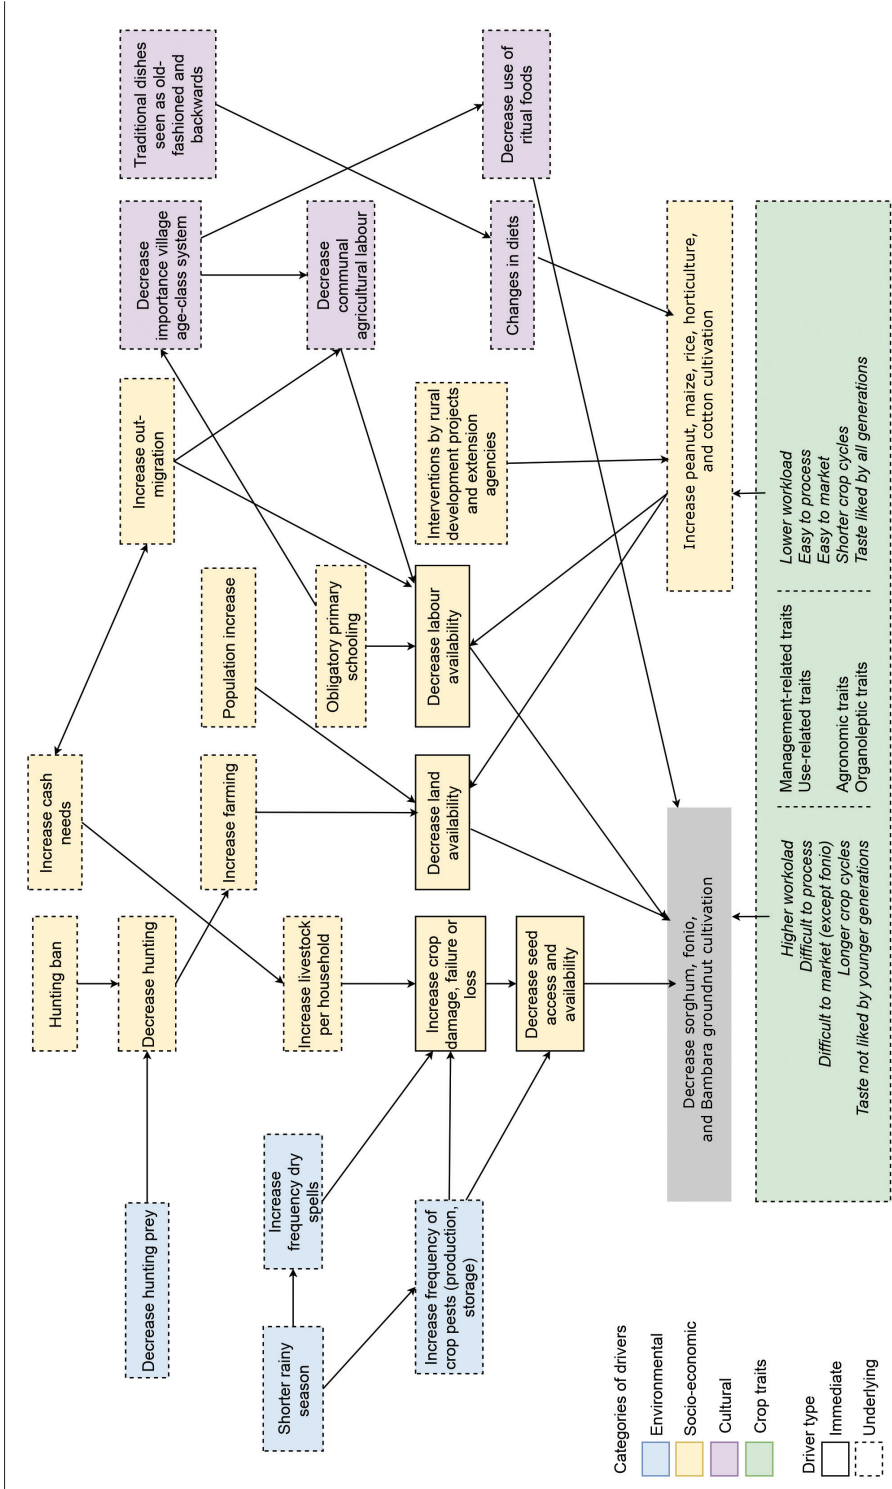 Hunting ban
Increase cash
needs
Decrease hunting prey
Decrease hunting
Increase out-
migration
Decrease
importance village
age-class system
Traditional dishes
seen as old-
fashioned and
backwards
Increase farming
Population increase
Shorter rainy
season
Increase
frequency dry
spells
Increase livestock
per household
Obligatory primary
schooling
Decrease
communal
agricultural labour
Increase frequency of
crop pests (production,
storage)
Increase crop
damage, failure or
loss
Decrease land
availability
Decrease labour
availability
Interventions by rural
development projects
and extension
agencies
Changes in diets
Decrease use of
ritual foods
Decrease seed
access and
availability
Decrease sorghum, fonio,
and Bambara groundnut cultivation
Increase peanut, maize, rice, horticulture,
and cotton cultivation
Higher workolad
Difficult to process
Difficult to market (except fonio)
Longer crop cycles
Taste not liked by younger generations
Management-related traits
Use-related traits
Agronomic traits
Organoleptic traits
Lower workload
Easy to process
Easy to market
Shorter crop cycles
Taste liked by all generations
Categories of drivers
Environmental
Socio-economic
Cultural
Crop traits
Driver type
Immediate
Underlying